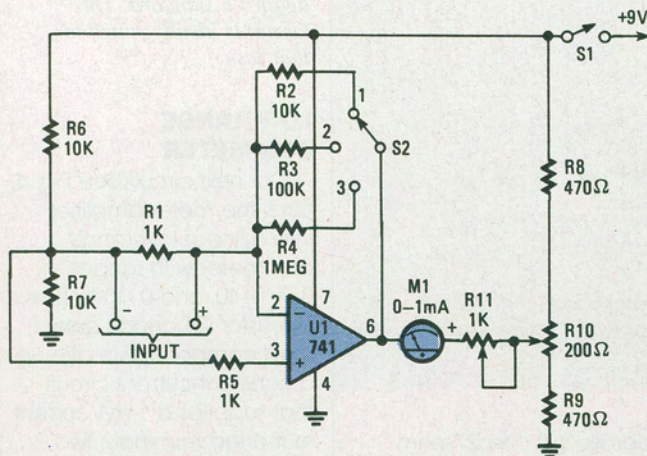 +9V
S1
R2
10K
1
R6
10K
2
S2
R3
100K
R8
470Ω
R1
1K
3
R4
1MEG
R7
10K
M1
0–1mA
R11
1K
7
2
–
–
+
U1
741
6
+
R10
200Ω
INPUT
3
+
4
R5
1K
R9
470Ω